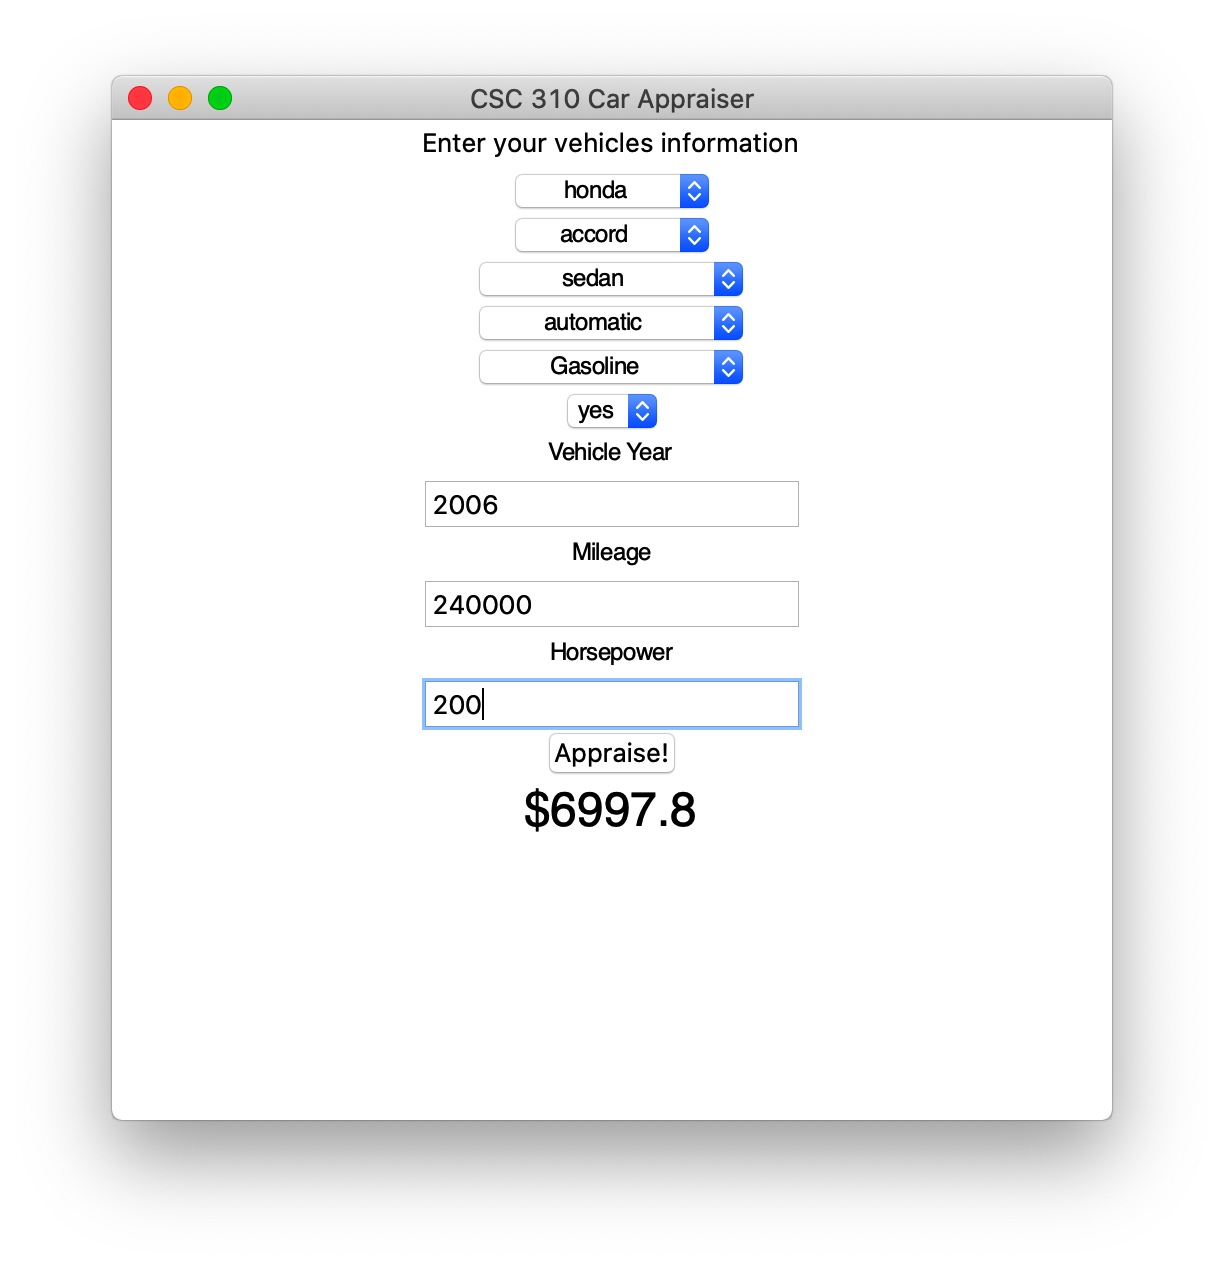 CSC 310 Car Appraiser
Enter your vehicles information
honda
accord
sedan
automatic
Gasoline
yes
Vehicle Year
2006
Mileage
240000
Horsepower
200
Appraise!
$6997.8